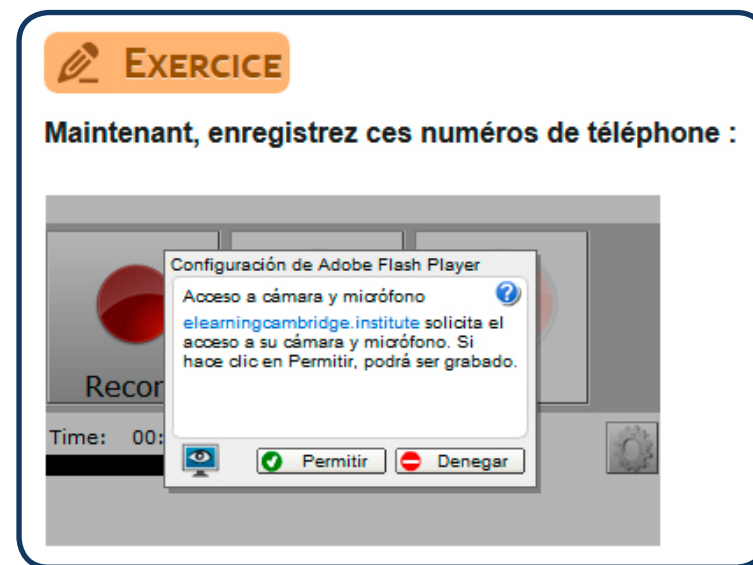 EXERCICE
Maintenant, enregistrez ces numéros de téléphone :
Configuración de Adobe Flash Player
Acceso a cámara y micrófono
elearningcambridge.institute solicita el
acceso a su cámara y micrófono. Si
hace clic en Permitir, podrá ser grabado.
Recor
Time: 00:
Permitir
Denegar